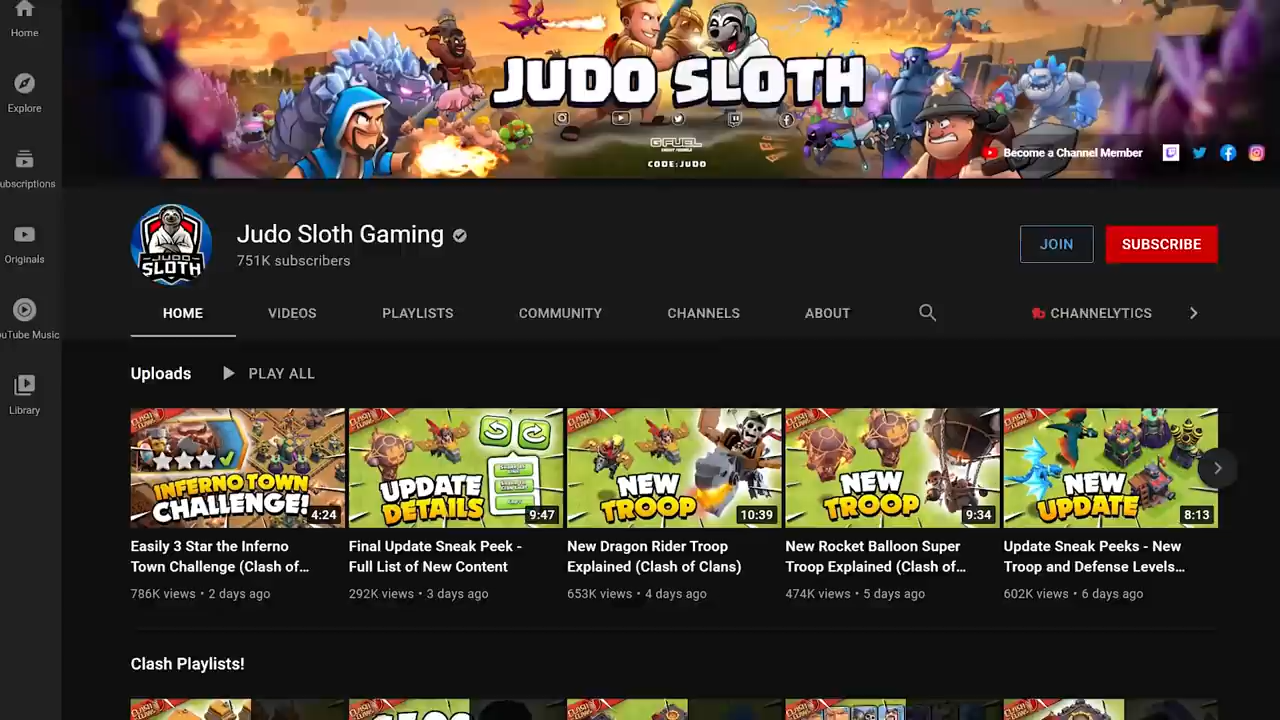 Home
Explore
ubscriptions
Originals
ouTube Music
Library
JUDO SLOTH
G FUEL
CODE:JUDO
Become a Channel Member
JUDO
SLOTH
Judo Sloth Gaming
751K subscribers
JOIN
SUBSCRIBE
HOME
VIDEOS
PLAYLISTS
COMMUNITY
CHANNELS
ABOUT
CHANNELYTICS
Uploads
PLAY ALL
INFERNO TOWN
CHALLENGE!
4:24
UPDATE
DETAILS
9:47
NEW
TROOP
10:39
NEW
TROOP
9:34
NEW
UPDATE
8:13
Easily 3 Star the Inferno
Town Challenge (Clash of…
786K views • 2 days ago
Final Update Sneak Peek -
Full List of New Content
292K views • 3 days ago
New Dragon Rider Troop
Explained (Clash of Clans)
653K views • 4 days ago
New Rocket Balloon Super
Troop Explained (Clash of…
474K views • 5 days ago
Update Sneak Peeks - New
Troop and Defense Levels…
602K views • 6 days ago
Clash Playlists!